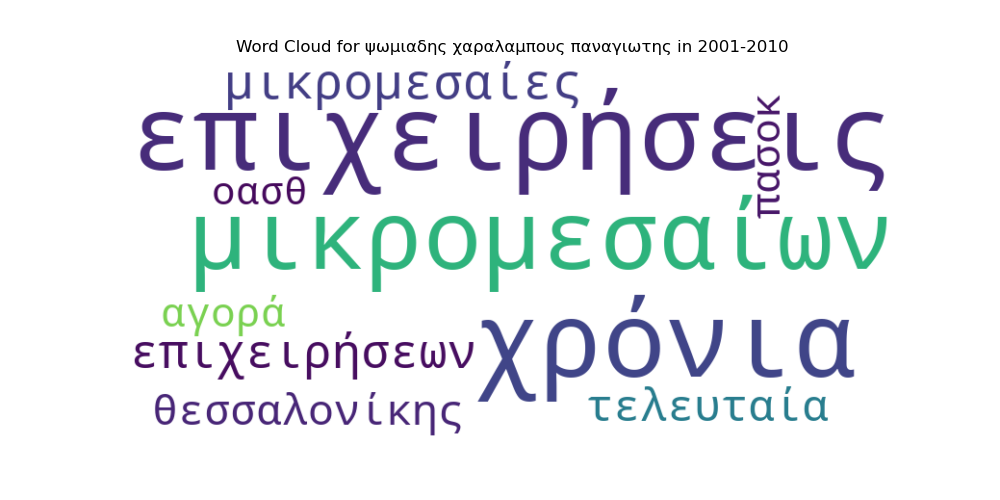 Word Cloud for ψωμιαδης χαραλαμπους παναγιωτης in 2001-2010
μικρομεσαίες
επιχειρήσεις
πασοκ
οασθ
μικρομεσαίων
αγορά
χρόνια
επιχειρήσεων
θεσσαλονίκης
τελευταία